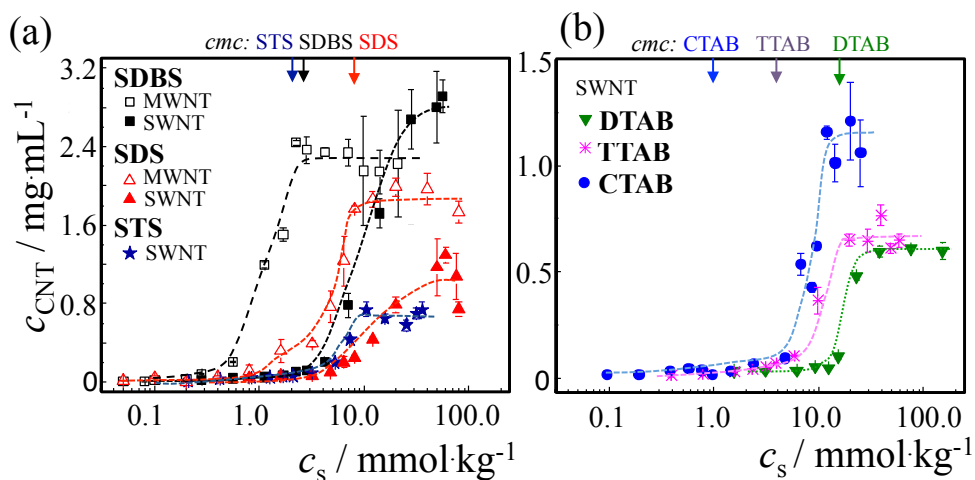 (a)
cmc: STS SDBS SDS
3.2
2.4
1.6
0.8
0
c_CNT / mg·mL⁻¹
SDBS
MWNT
SWNT
SDS
MWNT
SWNT
STS
SWNT
0.1 1.0 10.0 100.0
c_s / mmol·kg⁻¹
(b)
cmc: CTAB TTAB DTAB
1.5
1.0
0.5
0
SWNT
DTAB
TTAB
CTAB
0.1 1.0 10.0 100.0
c_s / mmol·kg⁻¹